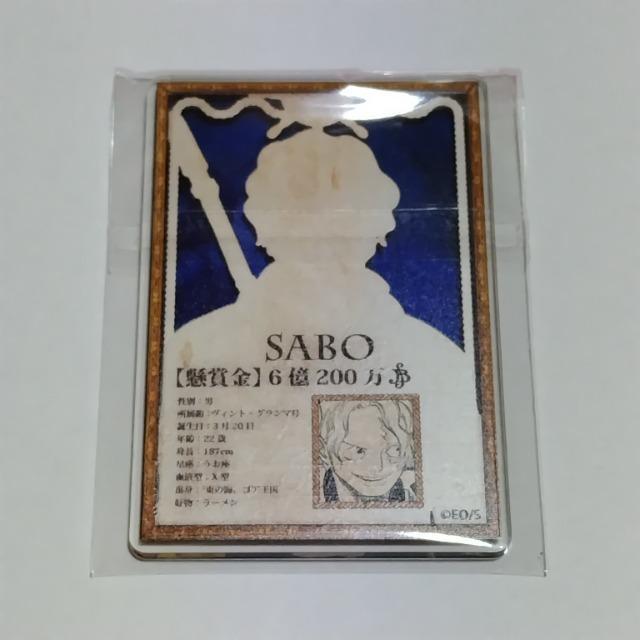 SABO
【懸賞金】6億200万
性別：男
所属船：ヴィント・グランマ号
誕生日：3月20日
年齢：22歳
身長：187cm
星座：うお座
血液型：X型
出身：東の海、ゴア王国
好物：ラーメン
©EO/S